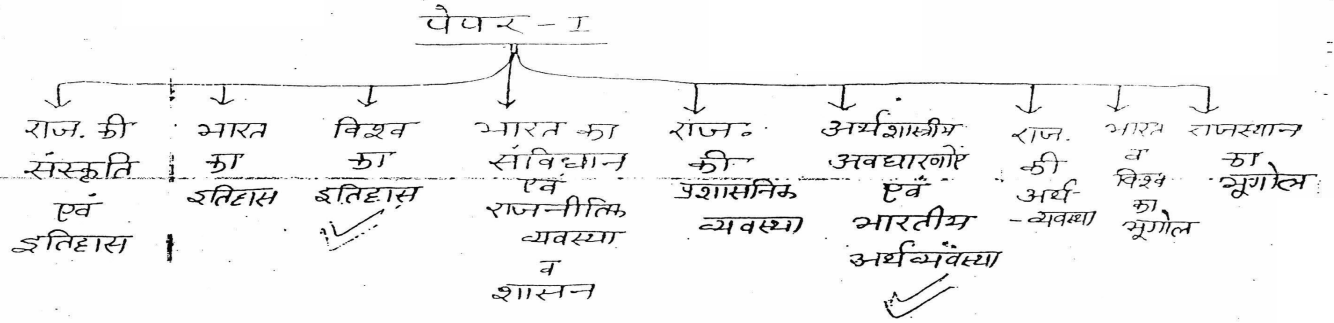 पेपर - I
राज. की
संस्कृति
एवं
इतिहास
भारत
का
इतिहास
विश्व
का
इतिहास
भारत का
संविधान
एवं
राजनीतिक
व्यवस्था
व
शासन
राज.
की
प्रशासनिक
व्यवस्था
अर्थशास्त्रीय
अवधारणाएँ
एवं
भारतीय
अर्थव्यवस्था
राज.
की
अर्थ-
-व्यवस्था
भारत
व
विश्व
का
भूगोल
राजस्थान
का
भूगोल